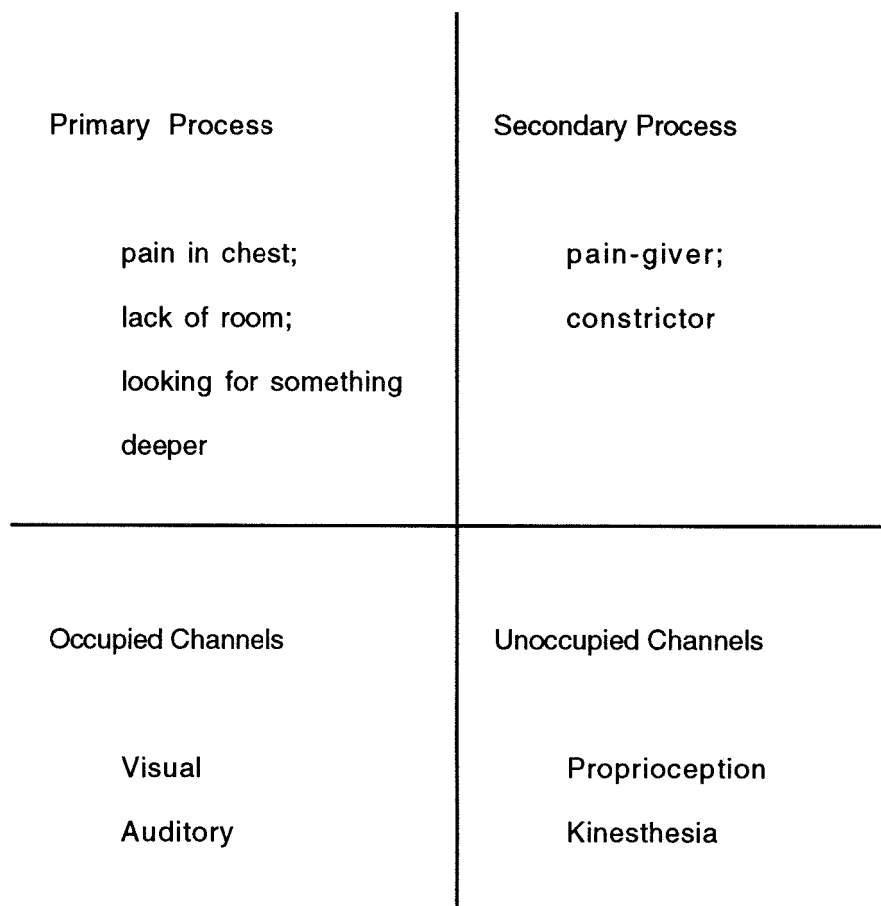 Primary Process
pain in chest;
lack of room;
looking for something
deeper
Secondary Process
pain-giver;
constrictor
Occupied Channels
Visual
Auditory
Unoccupied Channels
Proprioception
Kinesthesia